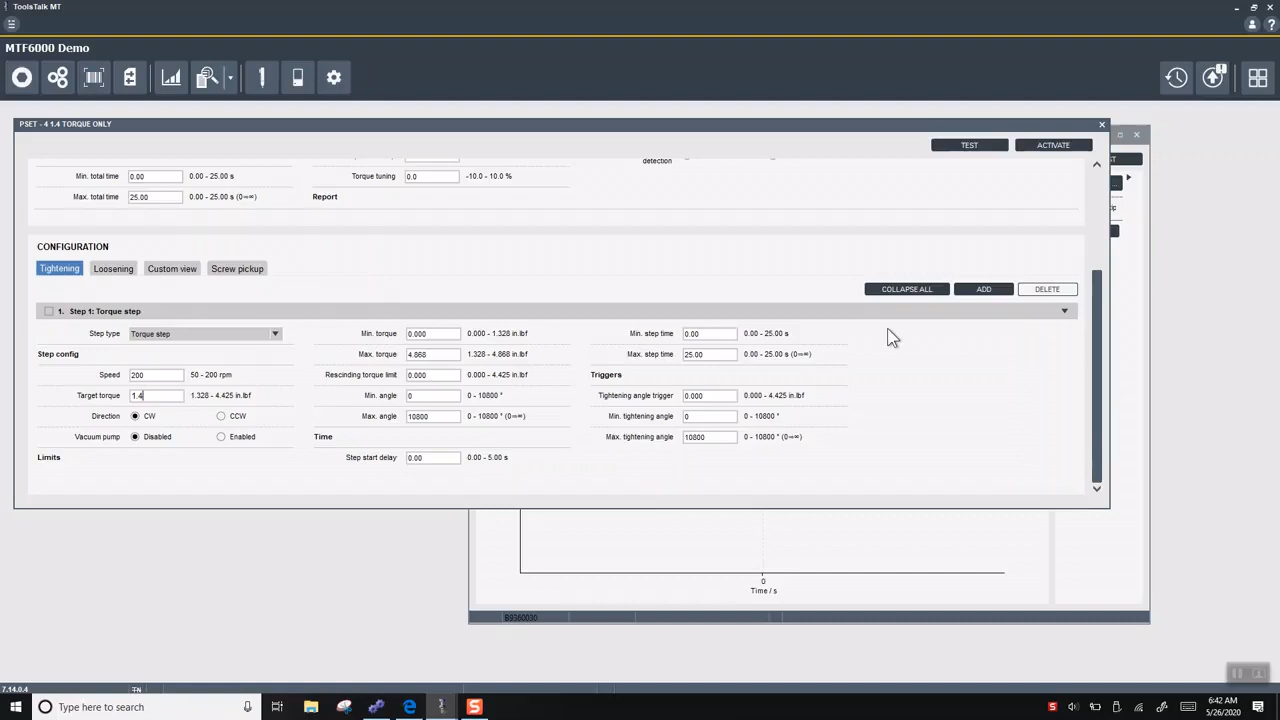 ToolsTalk MT
MTF6000 Demo
PSET - 4 1.4 TORQUE ONLY
TEST ACTIVATE
detection
Min. total time 0.00 0.00 - 25.00 s Torque tuning 0.0 -10.0 - 10.0 %
Max. total time 25.00 0.00 - 25.00 s (0=∞) Report
CONFIGURATION
Tightening Loosening Custom view Screw pickup
COLLAPSE ALL ADD DELETE
1. Step 1: Torque step
Step type Torque step Min. torque 0.000 0.000 - 1.328 in.lbf Min. step time 0.00 0.00 - 25.00 s
Step config Max. torque 4.868 1.328 - 4.868 in.lbf Max. step time 25.00 0.00 - 25.00 s (0=∞)
Speed 200 50 - 200 rpm Rescinding torque limit 0.000 0.000 - 4.425 in.lbf Triggers
Target torque 1.4 1.328 - 4.425 in.lbf Min. angle 0 0 - 10800 ° Tightening angle trigger 0.000 0.000 - 4.425 in.lbf
Direction CW CCW Max. angle 10800 0 - 10800 ° (0=∞) Min. tightening angle 0 0 - 10800 °
Vacuum pump Disabled Enabled Time Max. tightening angle 10800 0 - 10800 ° (0=∞)
Limits Step start delay 0.00 0.00 - 5.00 s
0
Time / s
B9360030
7.14.0.4 TN
Type here to search
6:42 AM
5/26/2020